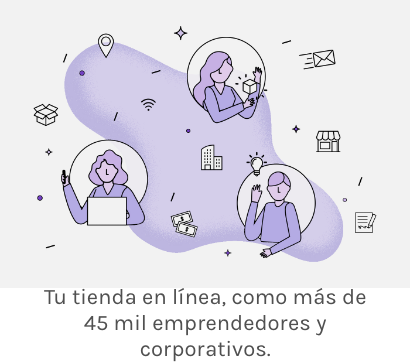 Tu tienda en línea, como más de
45 mil emprendedores y
corporativos.